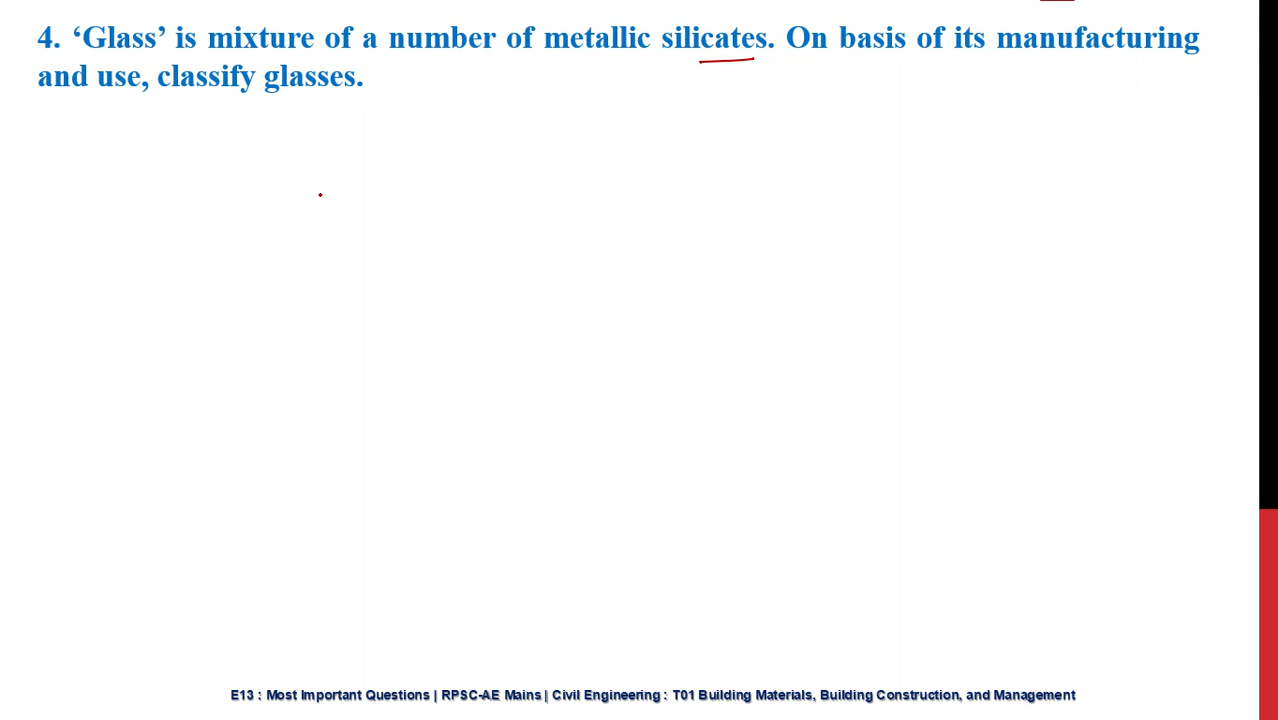 4. ‘Glass’ is mixture of a number of metallic silicates. On basis of its manufacturing
and use, classify glasses.
E13 : Most Important Questions | RPSC-AE Mains | Civil Engineering : T01 Building Materials, Building Construction, and Management